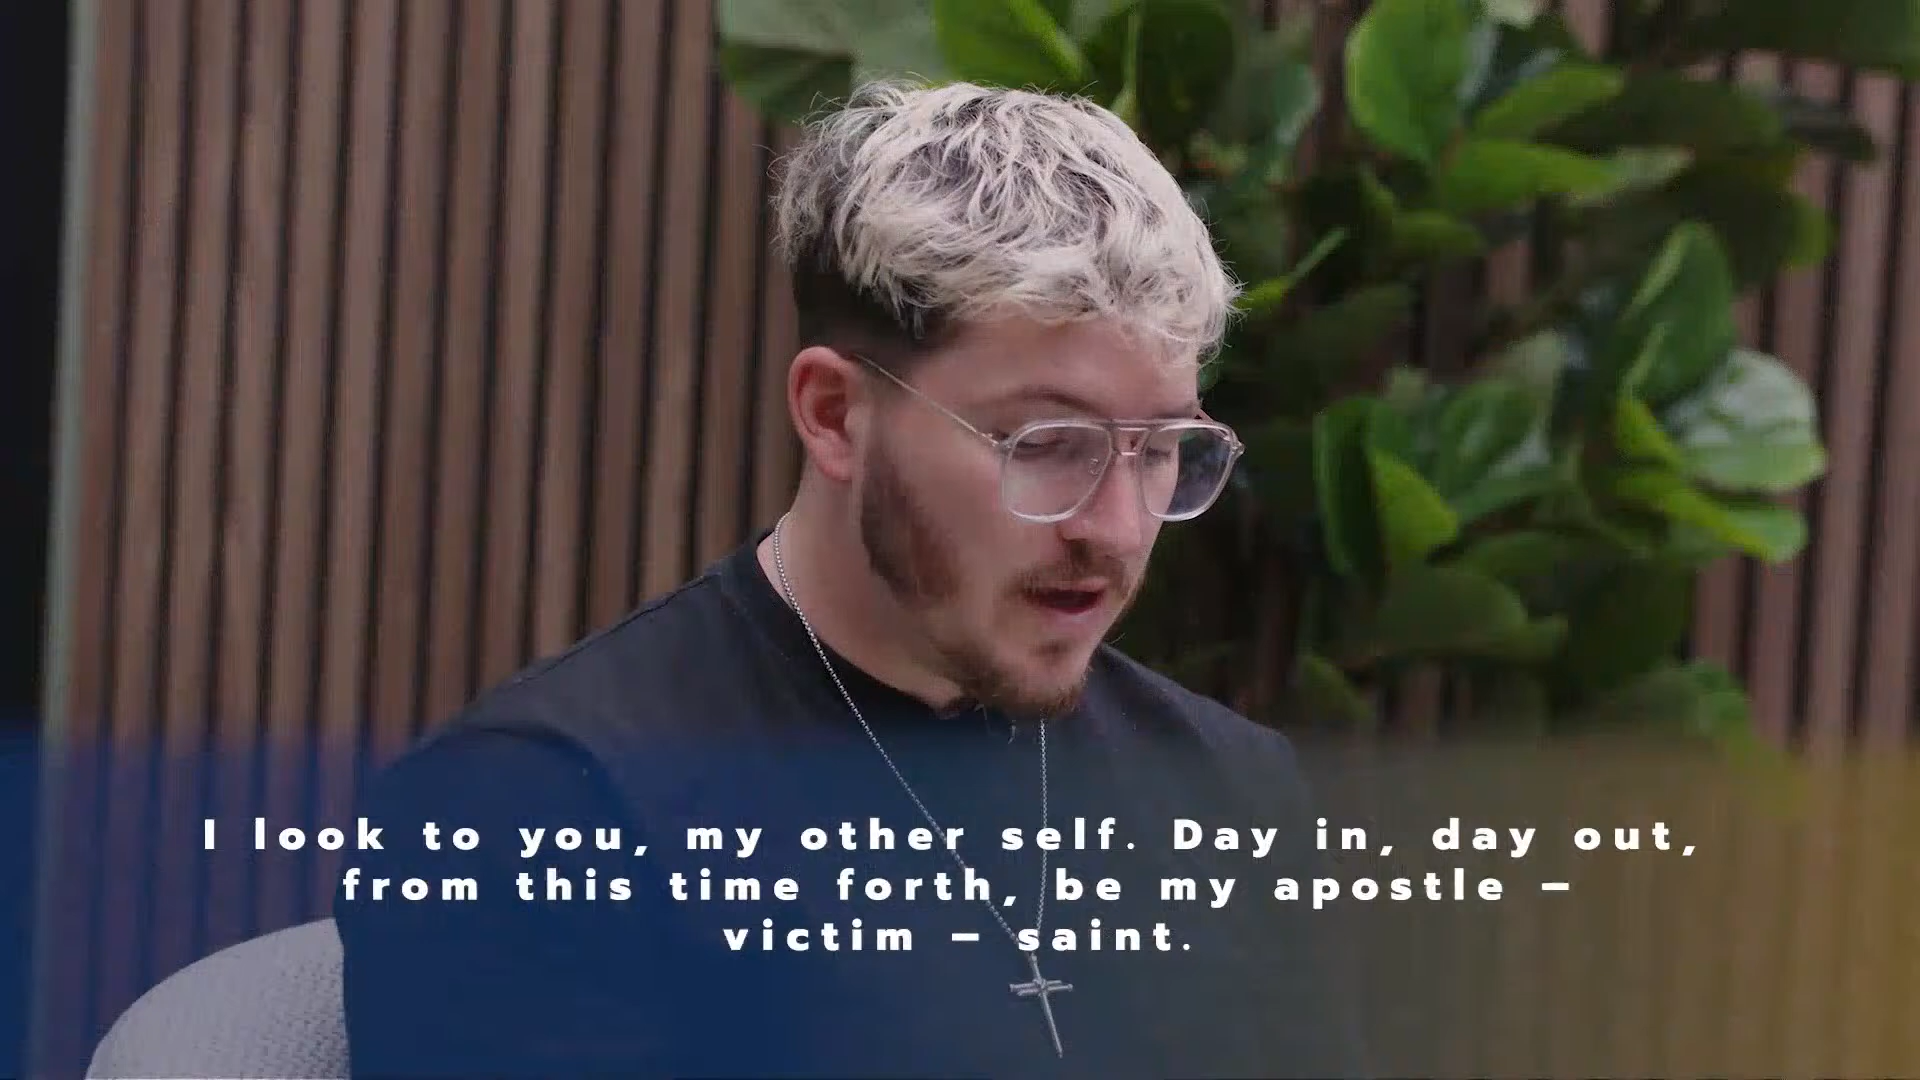 I look to you, my other self. Day in, day out,
from this time forth, be my apostle –
victim – saint.